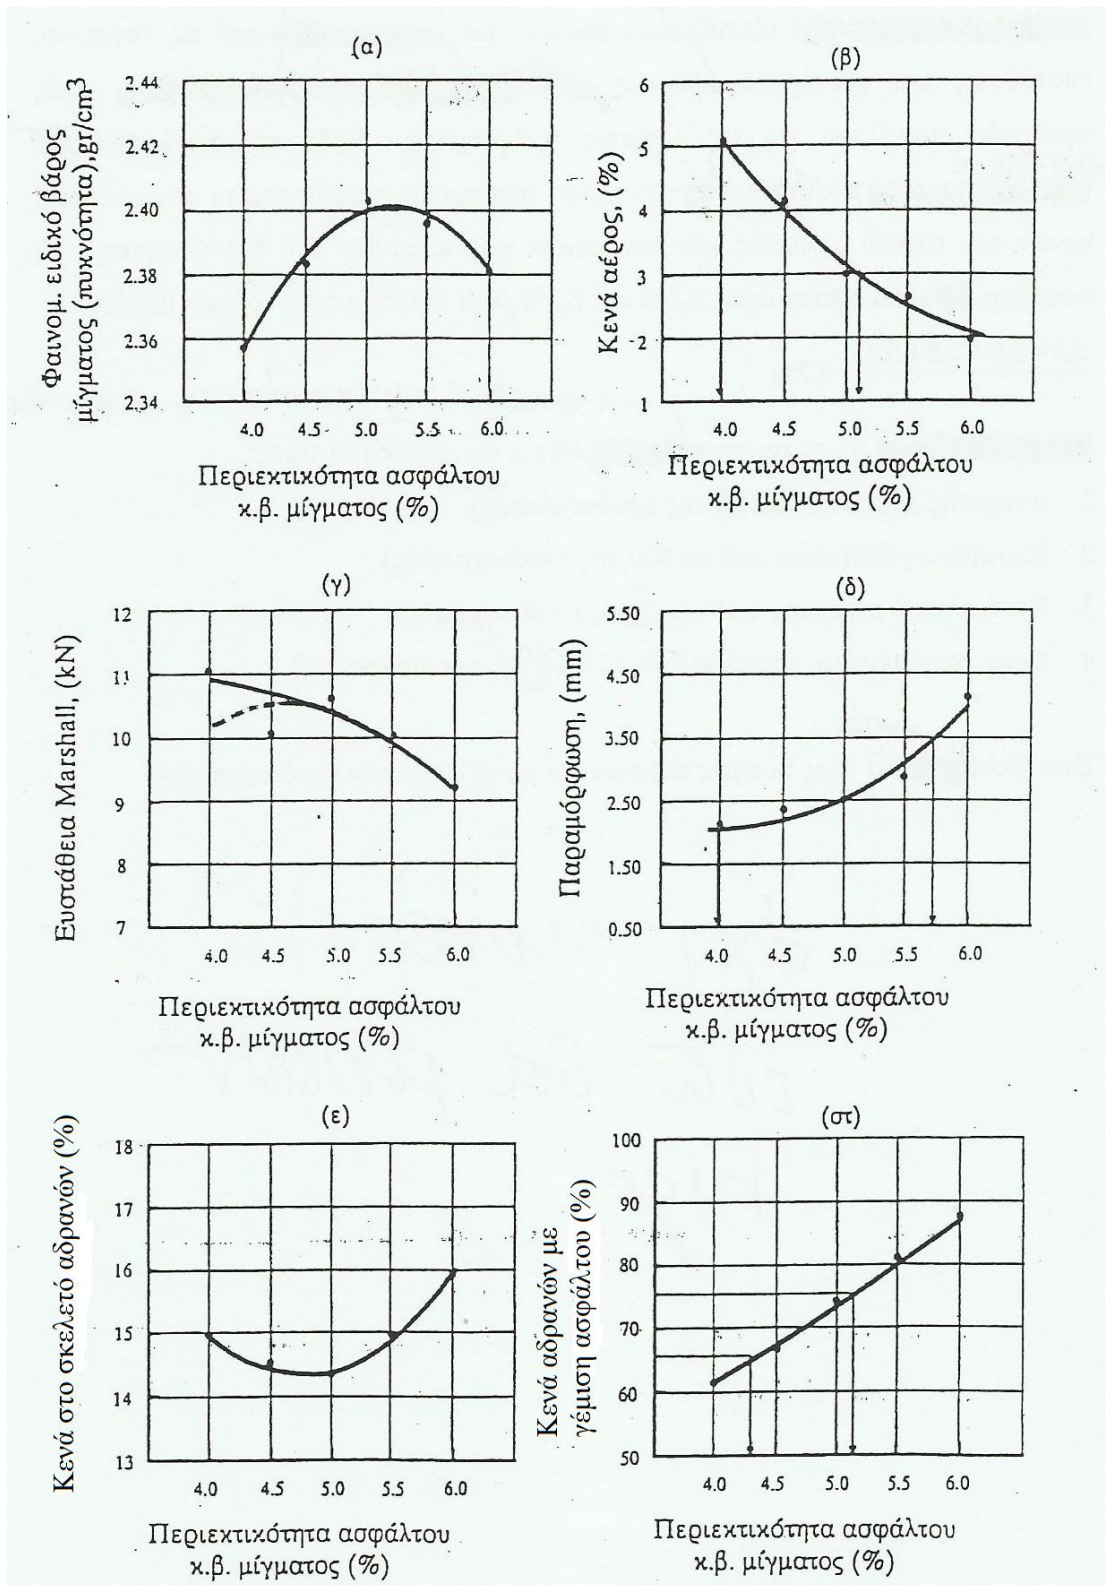 (α)
Φαινομ. ειδικό βάρος
μίγματος (πυκνότητα),gr/cm3
2.44
2.42
2.40
2.38
2.36
2.34
4.0 4.5 5.0 5.5 6.0
Περιεκτικότητα ασφάλτου
κ.β. μίγματος (%)
(β)
Κενά αέρος, (%)
6
5
4
3
2
1
4.0 4.5 5.0 5.5 6.0
Περιεκτικότητα ασφάλτου
κ.β. μίγματος (%)
(γ)
Ευστάθεια Marshall, (kN)
12
11
10
9
8
7
4.0 4.5 5.0 5.5 6.0
Περιεκτικότητα ασφάλτου
κ.β. μίγματος (%)
(δ)
Παραμόρφωση, (mm)
5.50
4.50
3.50
2.50
1.50
0.50
4.0 4.5 5.0 5.5 6.0
Περιεκτικότητα ασφάλτου
κ.β. μίγματος (%)
(ε)
Κενά στο σκελετό αδρανών (%)
18
17
16
15
14
13
4.0 4.5 5.0 5.5 6.0
Περιεκτικότητα ασφάλτου
κ.β. μίγματος (%)
(στ)
Κενά αδρανών με
γέμιση ασφάλτου (%)
100
90
80
70
60
50
4.0 4.5 5.0 5.5 6.0
Περιεκτικότητα ασφάλτου
κ.β. μίγματος (%)